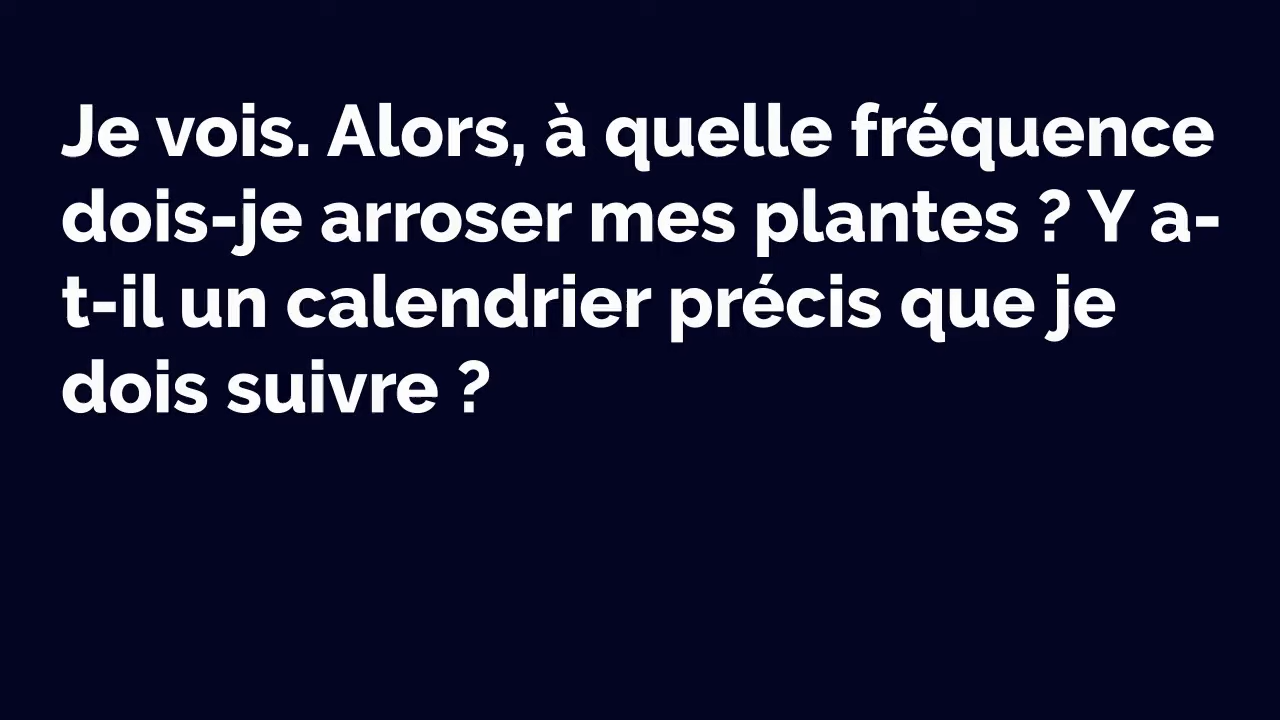 Je vois. Alors, à quelle fréquence
dois-je arroser mes plantes ? Y a-
t-il un calendrier précis que je
dois suivre ?